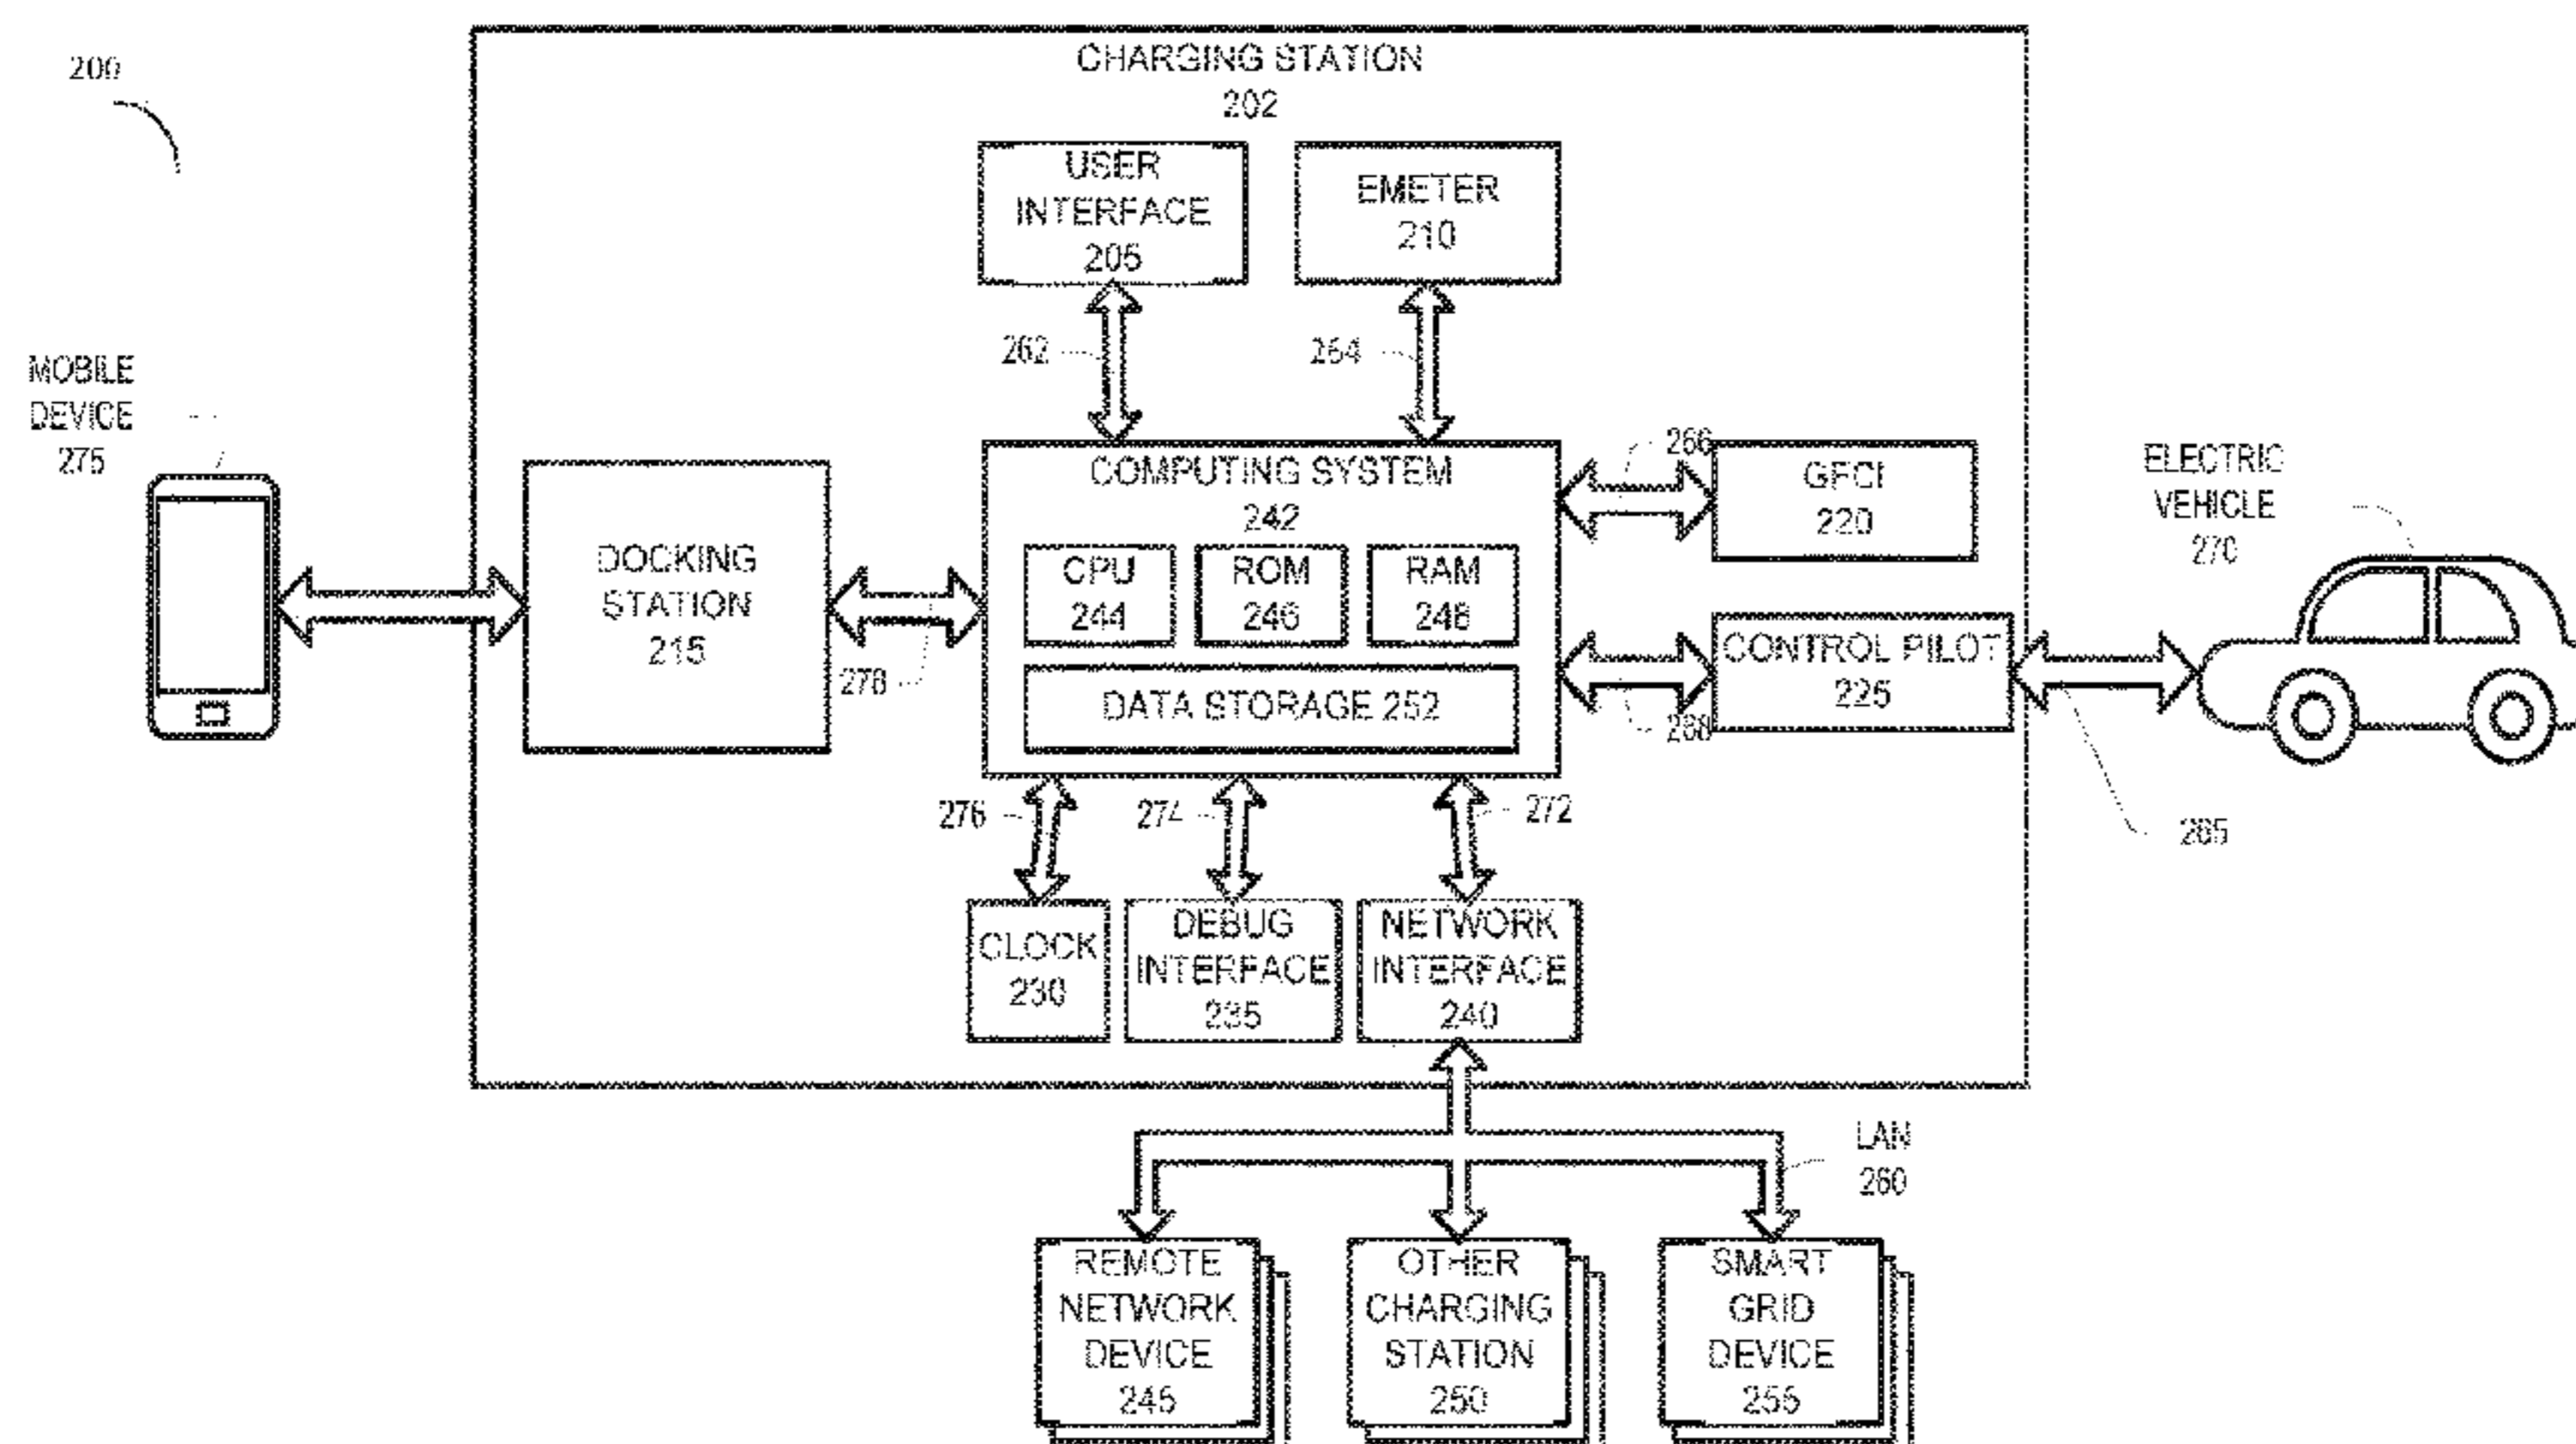 200
CHARGING STATION
202
USER
INTERFACE
205
EMETER
210
262
264
MOBILE
DEVICE
275
DOCKING
STATION
215
278
COMPUTING SYSTEM
242
CPU
244
ROM
246
RAM
248
DATA STORAGE 252
266
GFCI
220
CONTROL PILOT
225
268
ELECTRIC
VEHICLE
270
265
276
274
272
CLOCK
230
DEBUG
INTERFACE
235
NETWORK
INTERFACE
240
LAN
260
REMOTE
NETWORK
DEVICE
245
OTHER
CHARGING
STATION
250
SMART
GRID
DEVICE
255